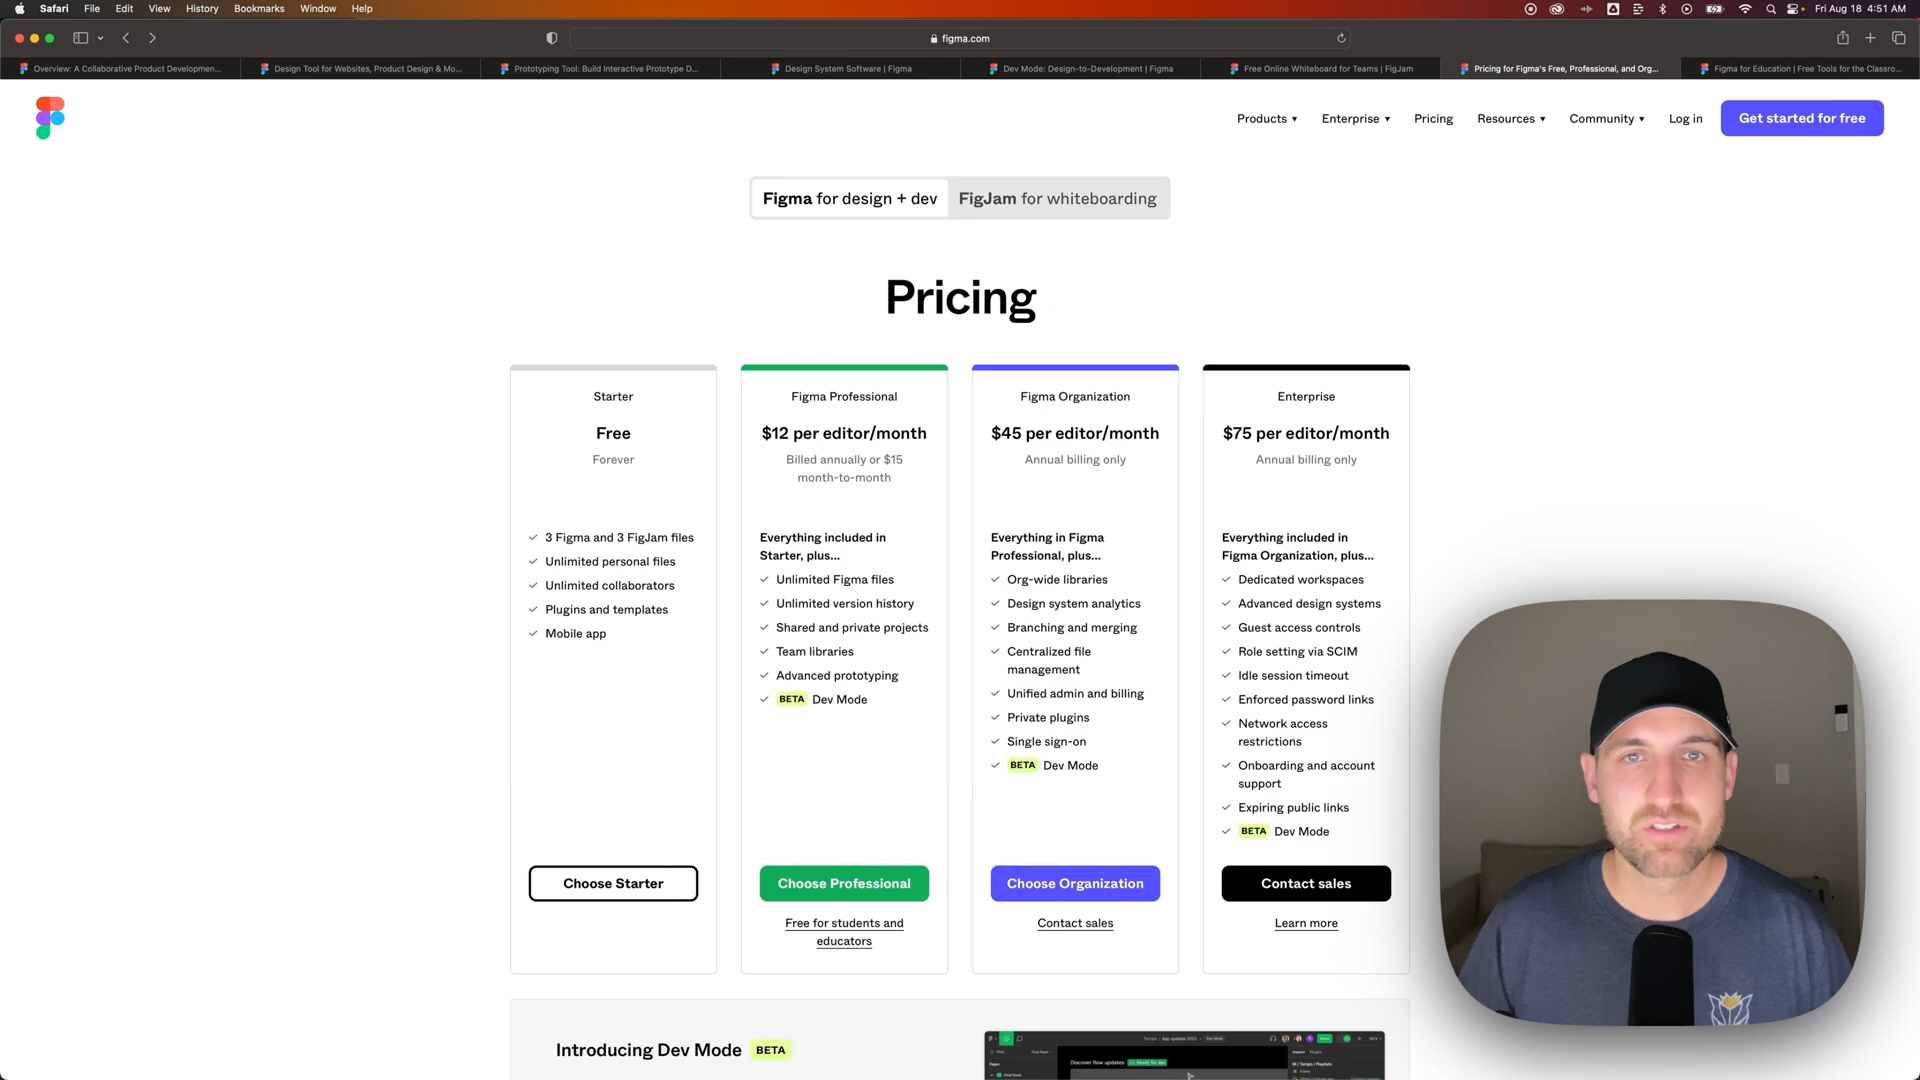 Safari File Edit View History Bookmarks Window Help
Fri Aug 18 4:51 AM
figma.com
Overview: A Collaborative Product Developmen...
Design Tool for Websites, Product Design & Mo...
Prototyping Tool: Build Interactive Prototype D...
Design System Software | Figma
Dev Mode: Design-to-Development | Figma
Free Online Whiteboard for Teams | FigJam
Pricing for Figma's Free, Professional, and Org...
Figma for Education | Free Tools for the Classro...
Products Enterprise Pricing Resources Community Log in Get started for free
Figma for design + dev FigJam for whiteboarding
Pricing
Starter
Free
Forever
3 Figma and 3 FigJam files
Unlimited personal files
Unlimited collaborators
Plugins and templates
Mobile app
Choose Starter
Figma Professional
$12 per editor/month
Billed annually or $15
month-to-month
Everything included in
Starter, plus...
Unlimited Figma files
Unlimited version history
Shared and private projects
Team libraries
Advanced prototyping
BETA Dev Mode
Choose Professional
Free for students and
educators
Figma Organization
$45 per editor/month
Annual billing only
Everything in Figma
Professional, plus...
Org-wide libraries
Design system analytics
Branching and merging
Centralized file
management
Unified admin and billing
Private plugins
Single sign-on
BETA Dev Mode
Choose Organization
Contact sales
Enterprise
$75 per editor/month
Annual billing only
Everything included in
Figma Organization, plus...
Dedicated workspaces
Advanced design systems
Guest access controls
Role setting via SCIM
Idle session timeout
Enforced password links
Network access
restrictions
Onboarding and account
support
Expiring public links
BETA Dev Mode
Contact sales
Learn more
Introducing Dev Mode BETA
Discover flow updates Ready for dev